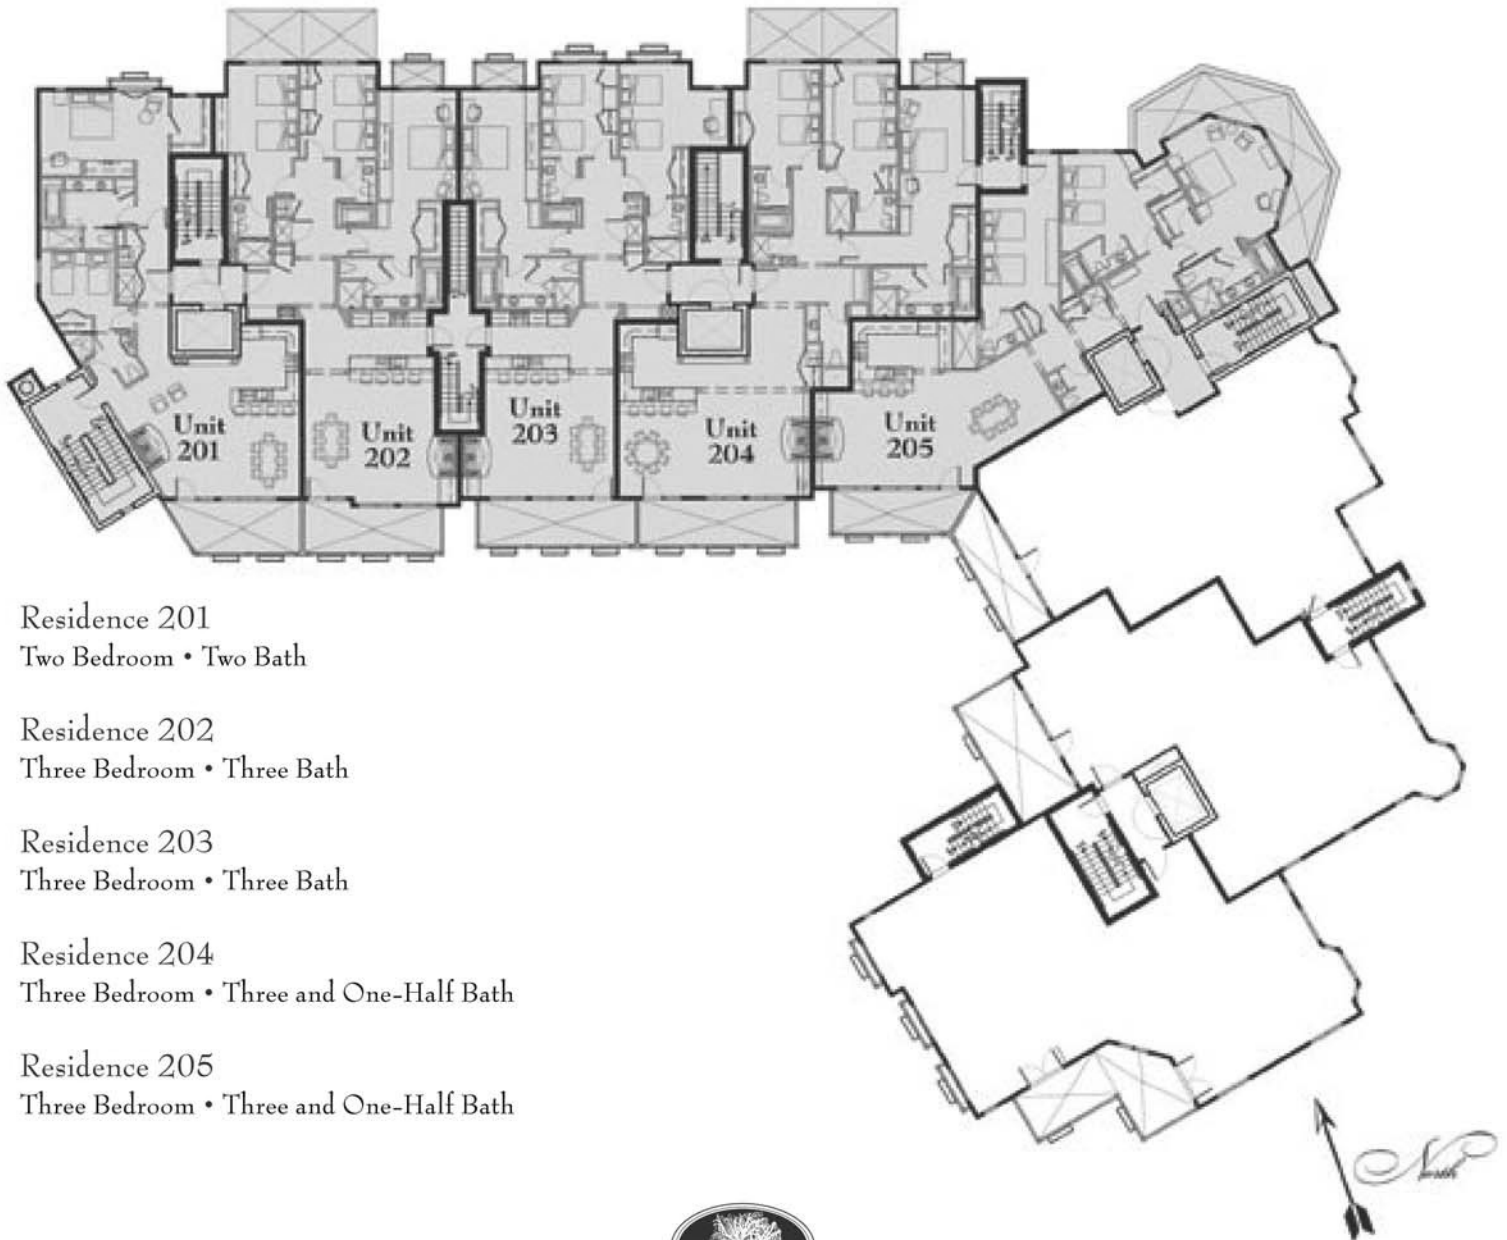 Unit
201
Unit
202
Unit
203
Unit
204
Unit
205
Residence 201
Two Bedroom • Two Bath
Residence 202
Three Bedroom • Three Bath
Residence 203
Three Bedroom • Three Bath
Residence 204
Three Bedroom • Three and One-Half Bath
Residence 205
Three Bedroom • Three and One-Half Bath
North